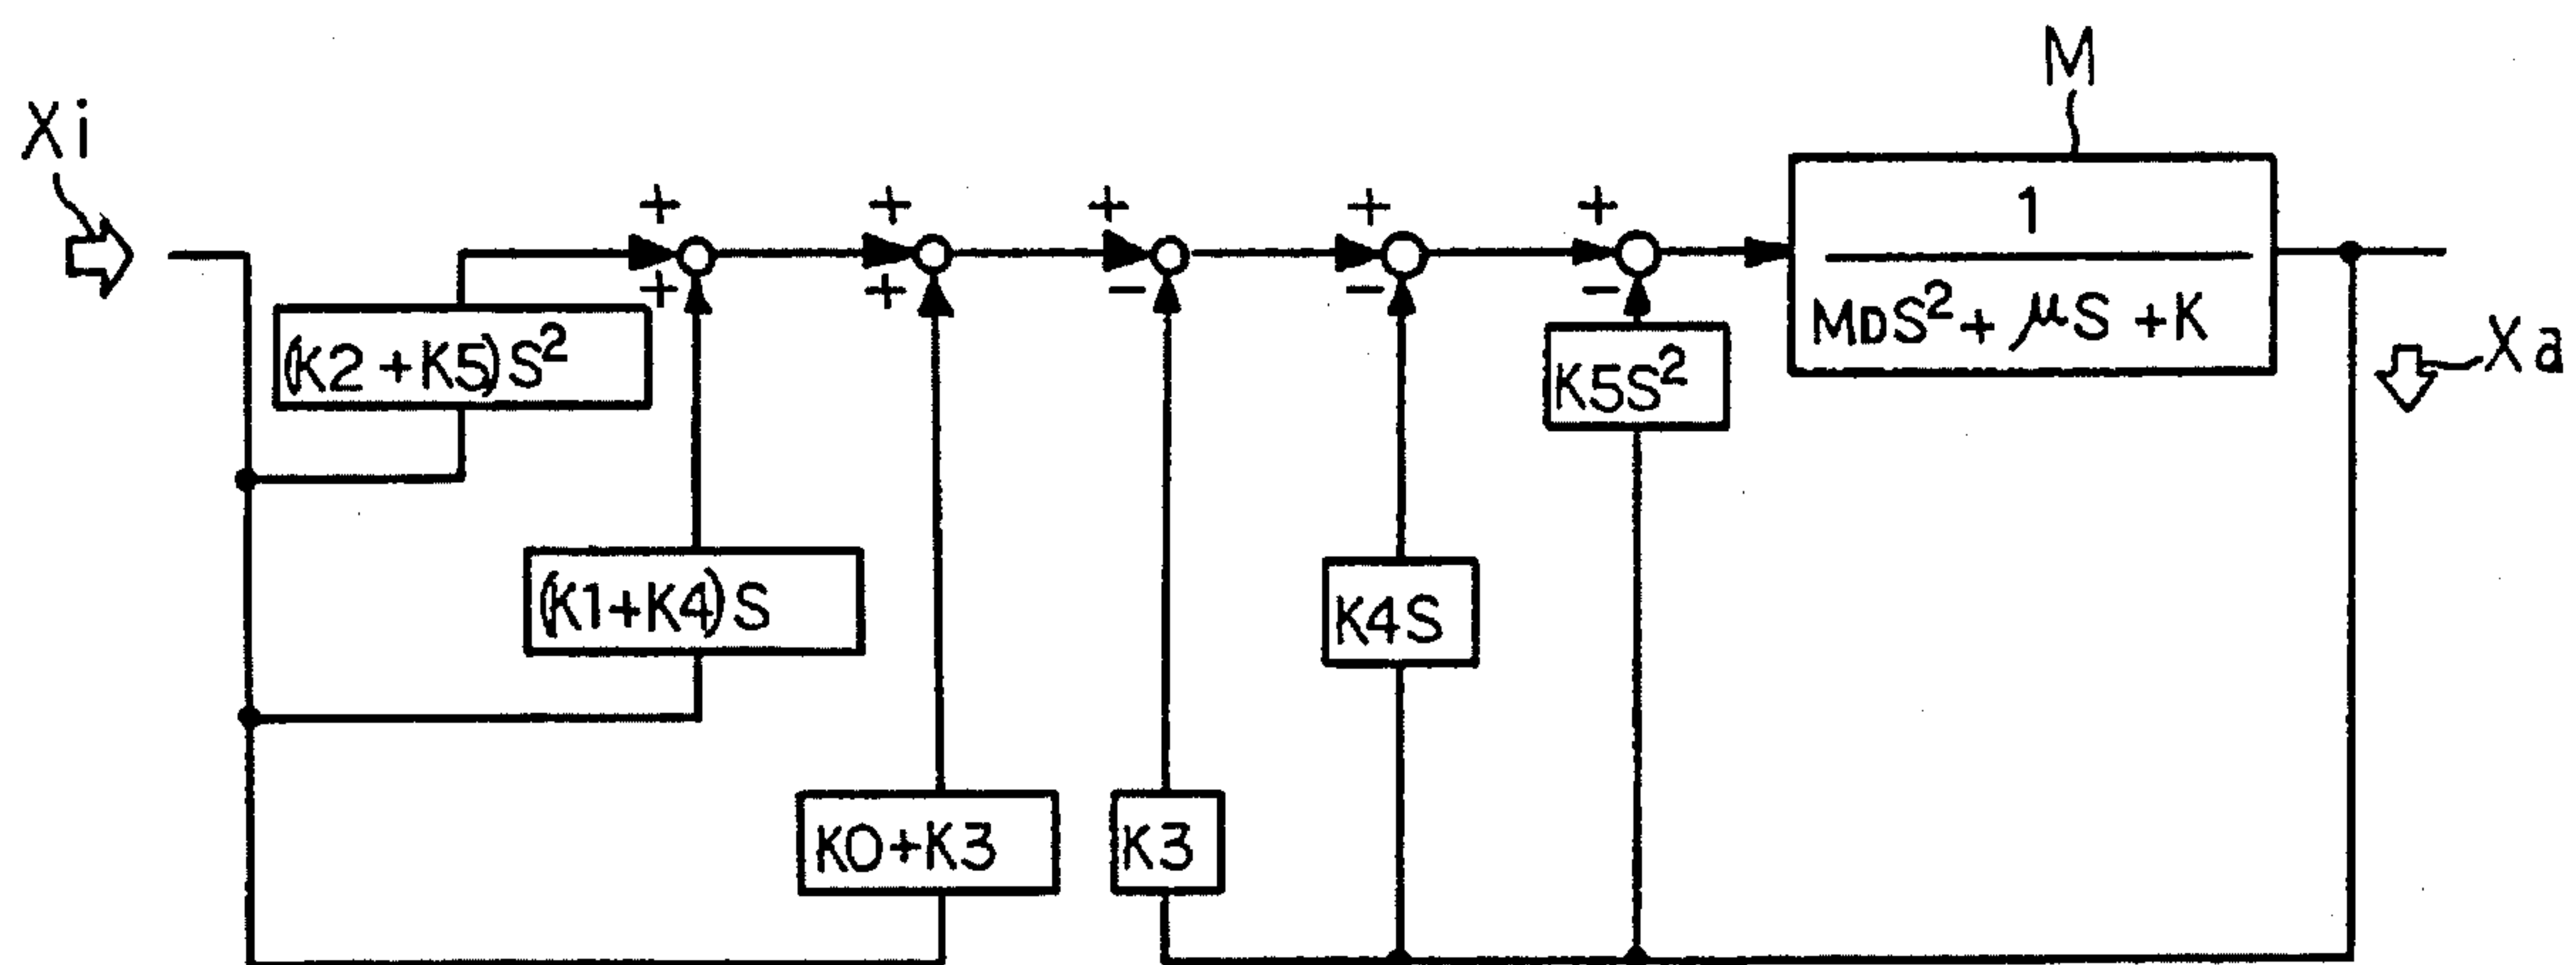 M
Xi
+ + + + +
1
+ + − − −
MDS²+ μS +K
(K2+K5)S²
K5S²
Xa
(K1+K4)S
K4S
K0+K3
K3